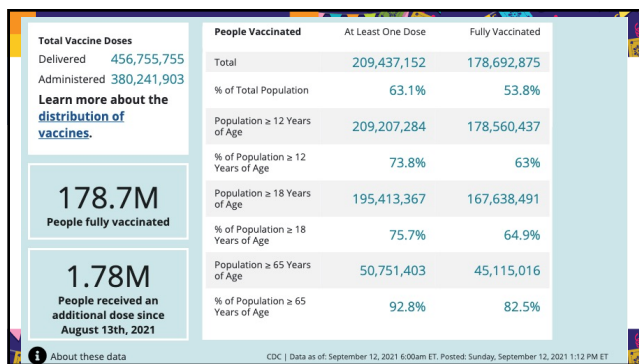 Total Vaccine Doses
Delivered 456,755,755
Administered 380,241,903
Learn more about the
distribution of
vaccines.
178.7M
People fully vaccinated
1.78M
People received an
additional dose since
August 13th, 2021
People Vaccinated At Least One Dose Fully Vaccinated
Total 209,437,152 178,692,875
% of Total Population 63.1% 53.8%
Population ≥ 12 Years
of Age 209,207,284 178,560,437
% of Population ≥ 12
Years of Age 73.8% 63%
Population ≥ 18 Years
of Age 195,413,367 167,638,491
% of Population ≥ 18
Years of Age 75.7% 64.9%
Population ≥ 65 Years
of Age 50,751,403 45,115,016
% of Population ≥ 65
Years of Age 92.8% 82.5%
About these data
CDC | Data as of: September 12, 2021 6:00am ET. Posted: Sunday, September 12, 2021 1:12 PM ET